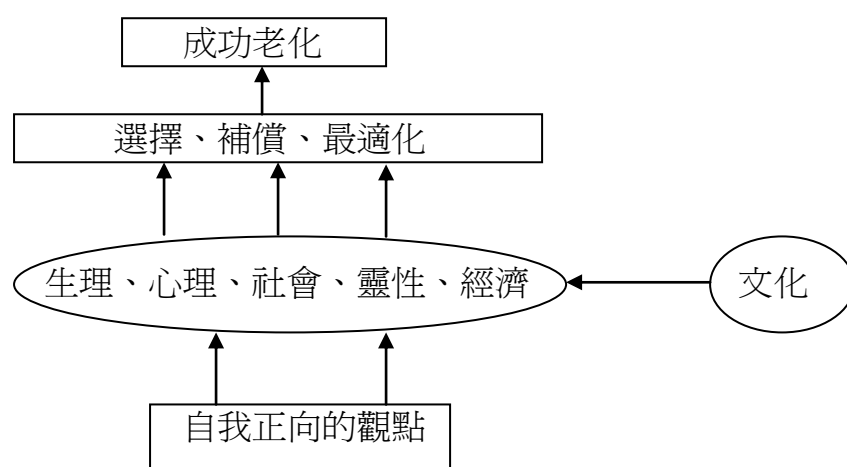 成功老化
選擇、補償、最適化
生理、心理、社會、靈性、經濟
文化
自我正向的觀點